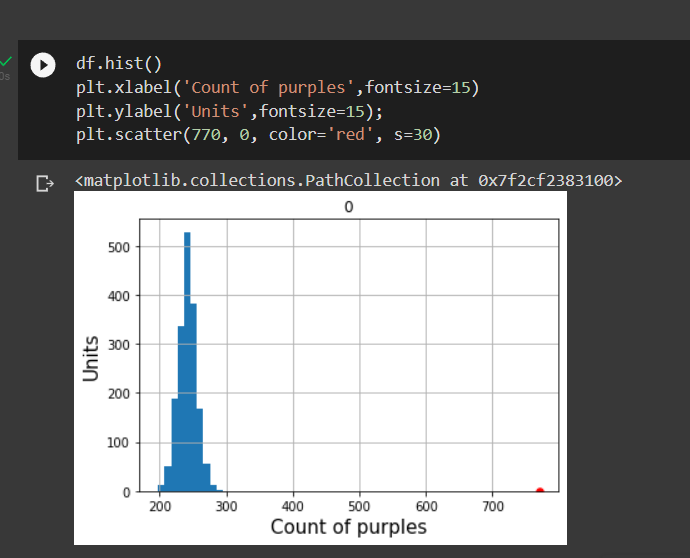 df.hist()
plt.xlabel('Count of purples',fontsize=15)
plt.ylabel('Units',fontsize=15);
plt.scatter(770, 0, color='red', s=30)
0s
<matplotlib.collections.PathCollection at 0x7f2cf2383100>
0
500
400
300
200
100
0
Units
200 300 400 500 600 700
Count of purples